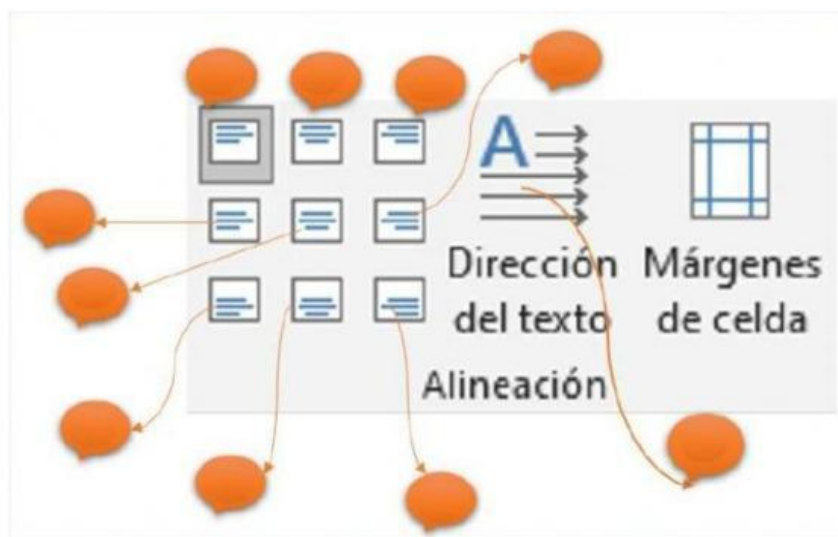 Dirección
del texto
Márgenes
de celda
Alineación